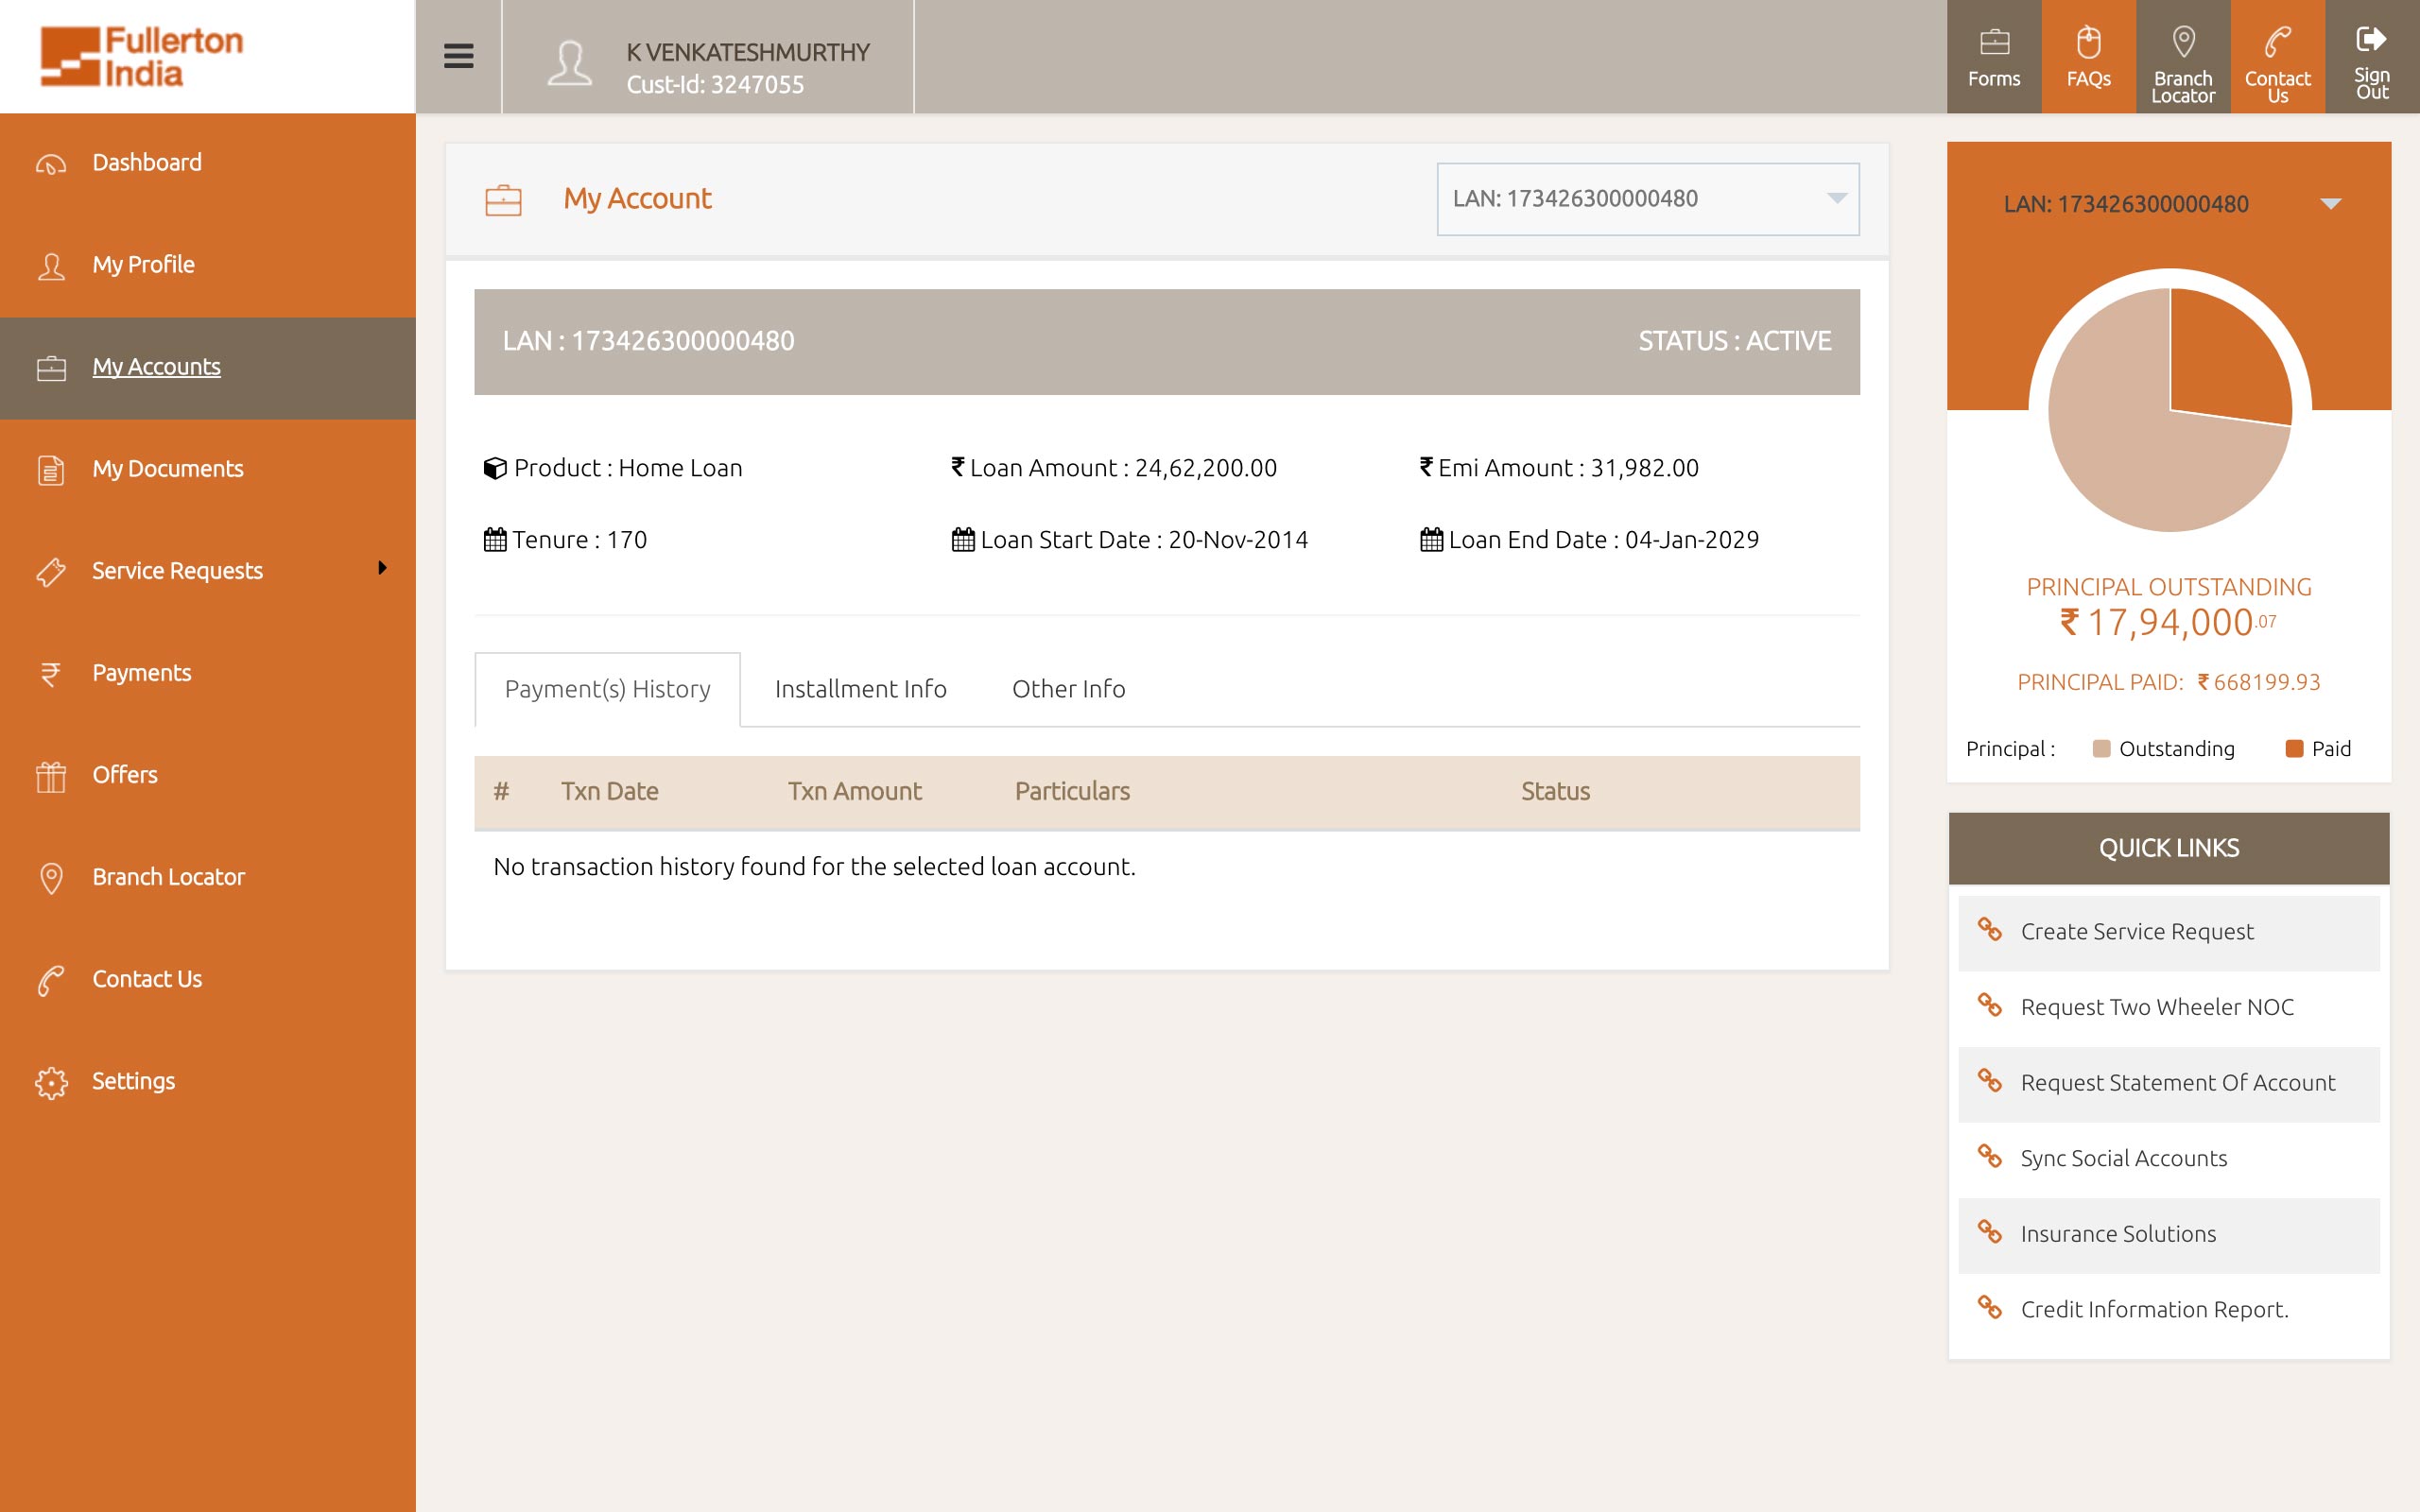 Fullerton
India
K VENKATESHMURTHY
Cust-Id: 3247055
Forms
FAQs
Branch
Locator
Contact
Us
Sign
Out
Dashboard
My Profile
My Accounts
My Documents
Service Requests
Payments
Offers
Branch Locator
Contact Us
Settings
My Account
LAN: 173426300000480
LAN : 173426300000480
STATUS : ACTIVE
Product : Home Loan
₹ Loan Amount : 24,62,200.00
₹ Emi Amount : 31,982.00
Tenure : 170
Loan Start Date : 20-Nov-2014
Loan End Date : 04-Jan-2029
Payment(s) History
Installment Info
Other Info
# Txn Date Txn Amount Particulars Status
No transaction history found for the selected loan account.
LAN: 173426300000480
PRINCIPAL OUTSTANDING
₹ 17,94,000.07
PRINCIPAL PAID: ₹ 668199.93
Principal : Outstanding Paid
QUICK LINKS
Create Service Request
Request Two Wheeler NOC
Request Statement Of Account
Sync Social Accounts
Insurance Solutions
Credit Information Report.